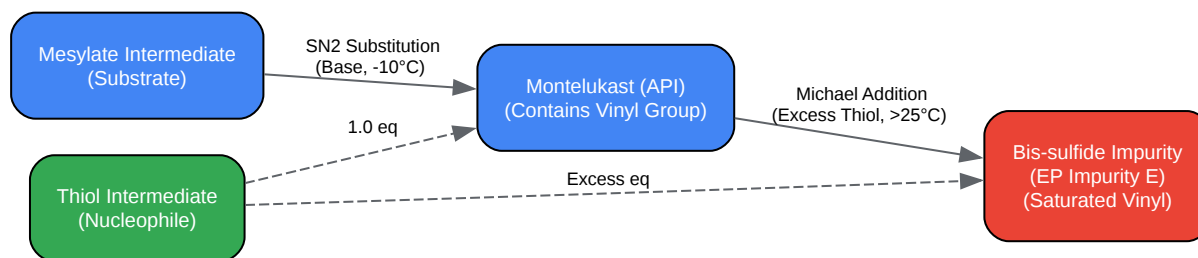 Mesylate Intermediate
(Substrate)
SN2 Substitution
(Base, -10°C)
Montelukast (API)
(Contains Vinyl Group)
Michael Addition
(Excess Thiol, >25°C)
1.0 eq
Thiol Intermediate
(Nucleophile)
Excess eq
Bis-sulfide Impurity
(EP Impurity E)
(Saturated Vinyl)